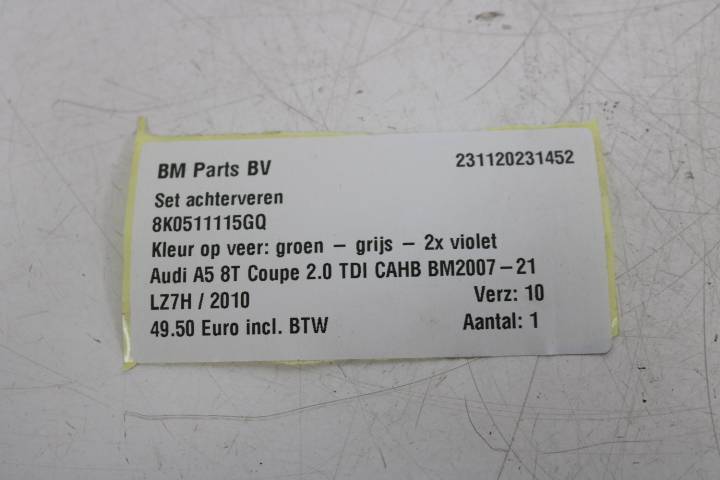 BM Parts BV 231120231452
Set achterveren
8K0511115GQ
Kleur op veer: groen – grijs – 2x violet
Audi A5 8T Coupe 2.0 TDI CAHB BM2007–21
LZ7H / 2010 Verz: 10
49.50 Euro incl. BTW Aantal: 1